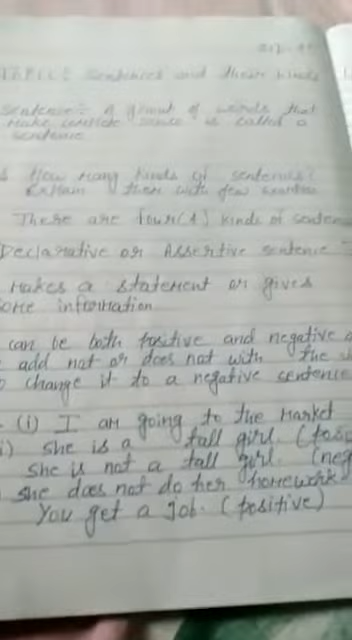 TOPIC: Sentences and their kinds
Sentence:- A group of words that
make complete sense is called a
sentence
How many kinds of sentences?
Explain them with few
There are four(4) kinds of
Declarative or Assertive sentence
Makes a statement or gives
some information
can be both positive and negative
add not or does not with the
change it to a negative sentence
(i) I am going to the Market
i) she is a tall girl.
she is not a tall girl. (neg
she does not do her homework
You get a job. (positive)